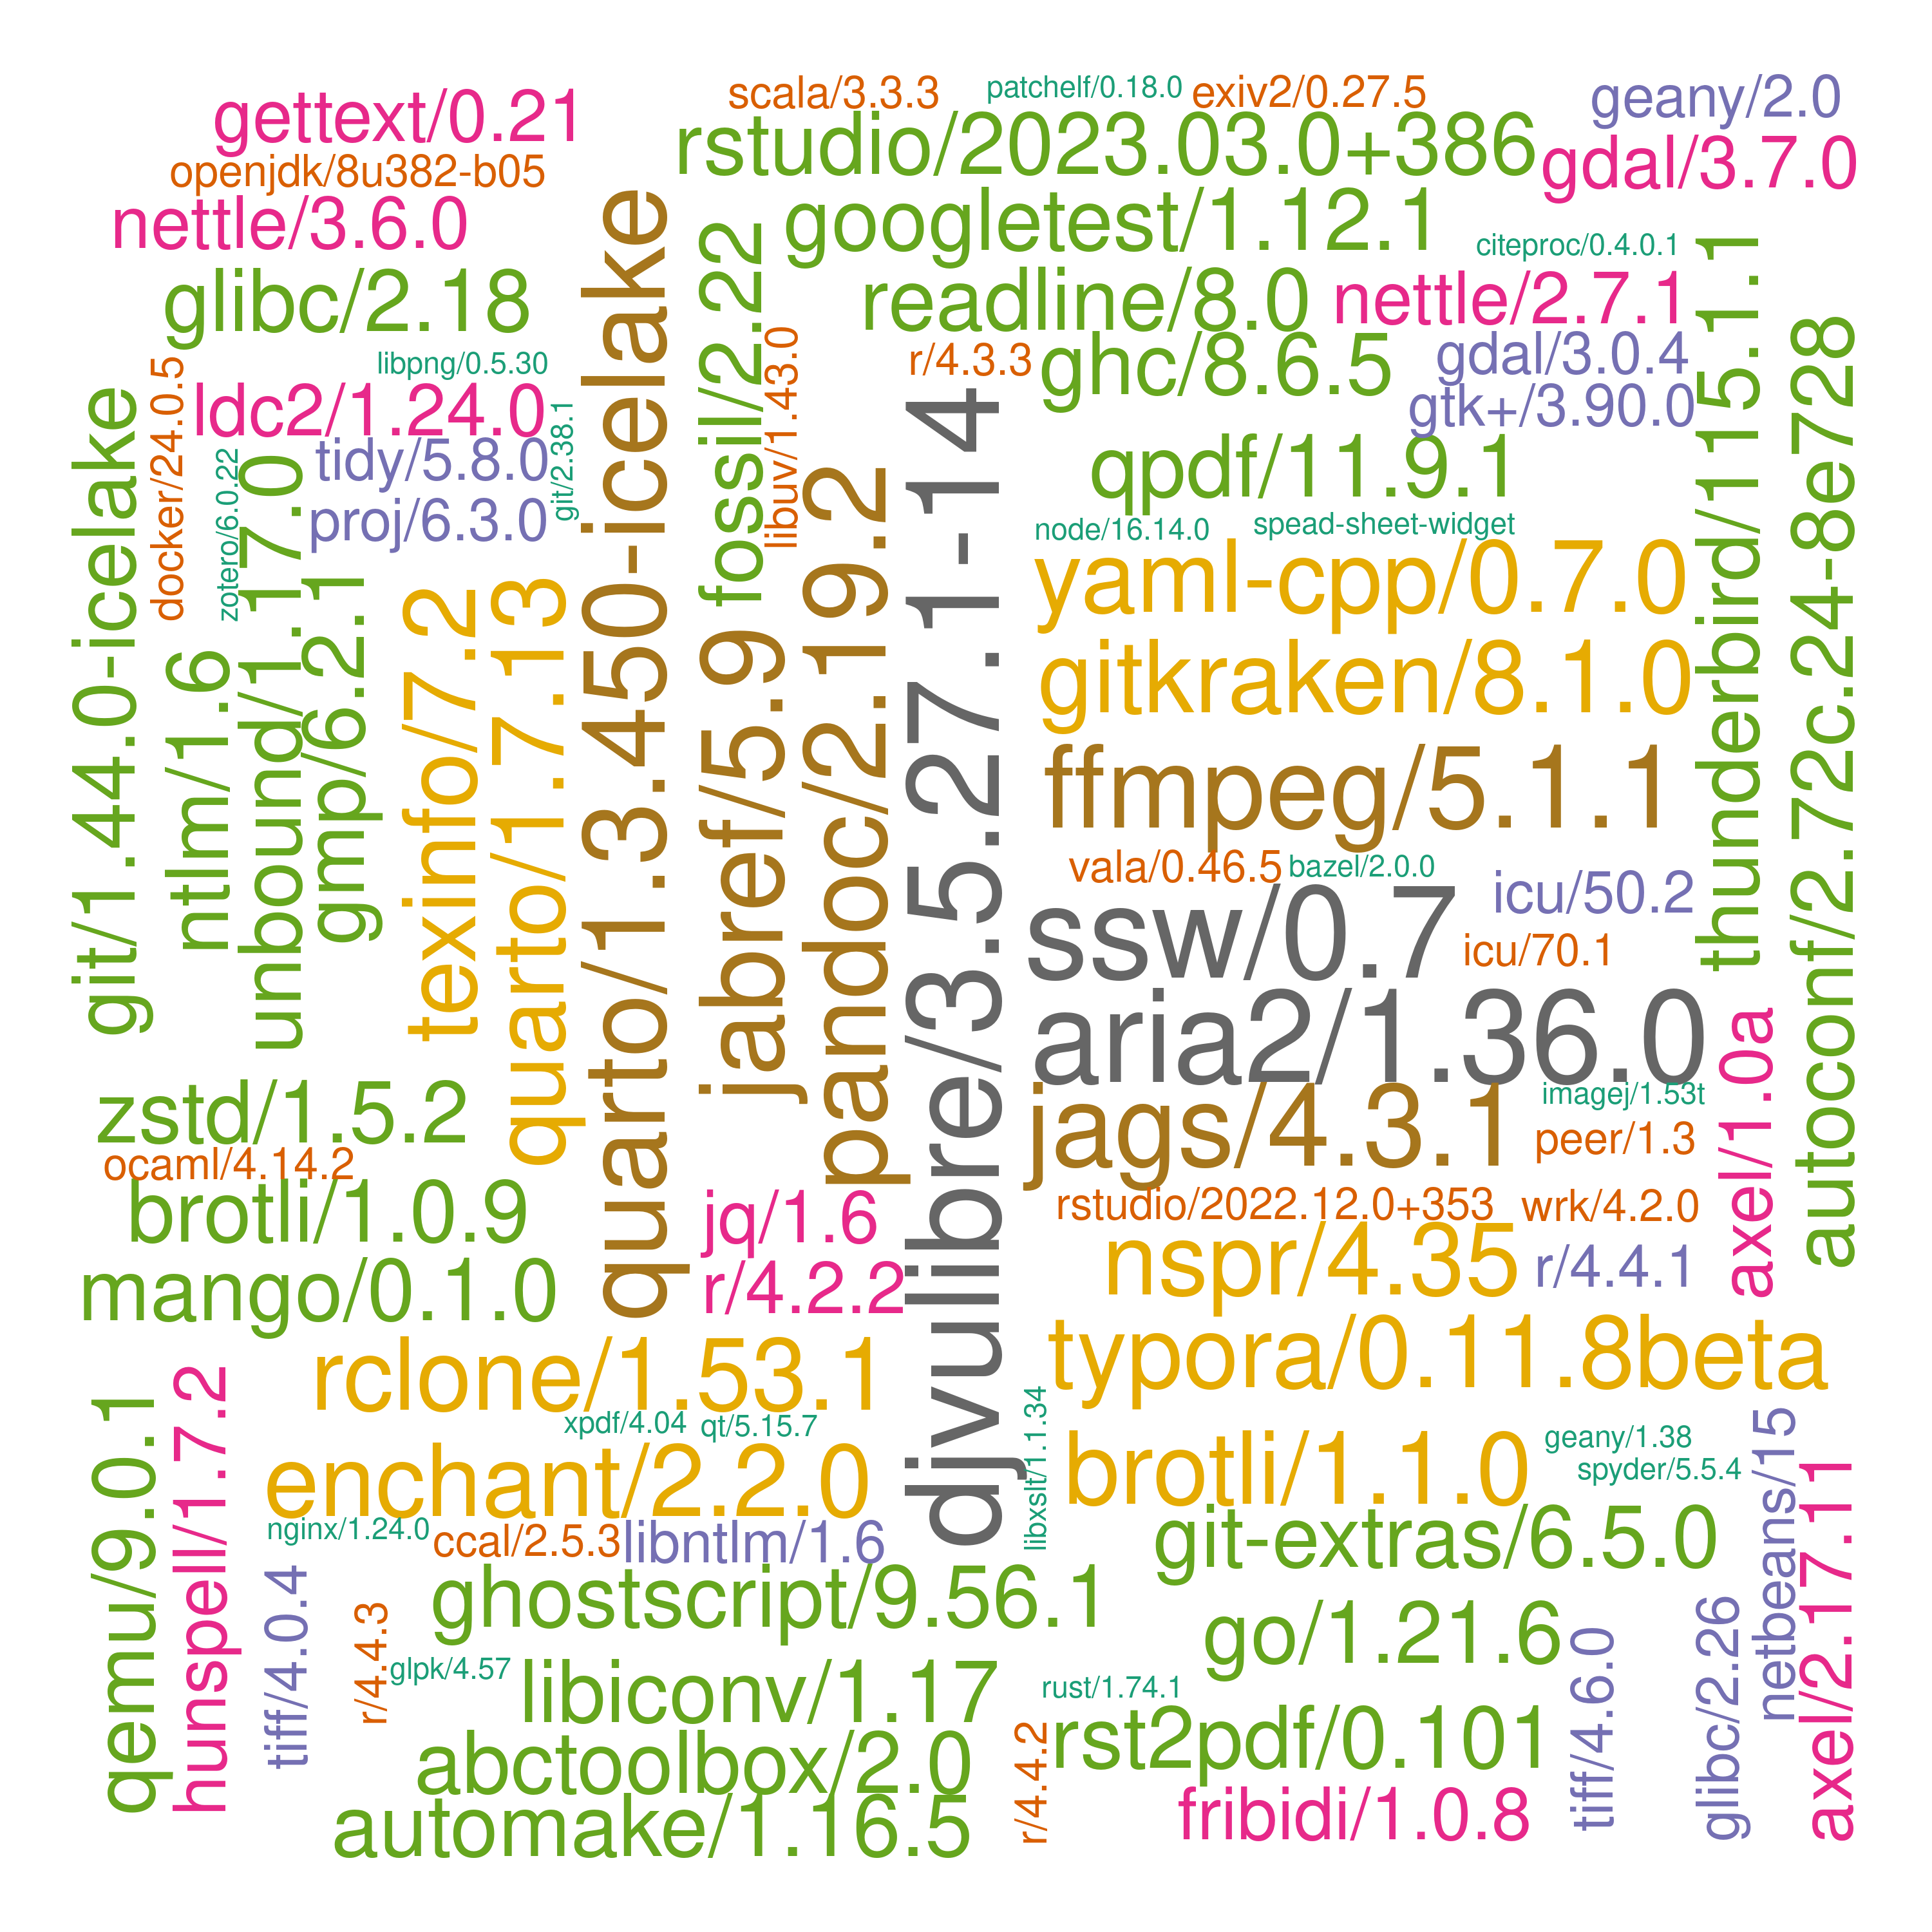 scala/3.3.3
patchelf/0.18.0
exiv2/0.27.5
geany/2.0
gettext/0.21
rstudio/2023.03.0+386
gdal/3.7.0
openjdk/8u382-b05
nettle/3.6.0
googletest/1.12.1
citeproc/0.4.0.1
glibc/2.18
readline/8.0
nettle/2.7.1
libpng/0.5.30
r/4.3.3
ghc/8.6.5
gdal/3.0.4
gtk+/3.90.0
ldc2/1.24.0
tidy/5.8.0
git/2.38.1
proj/6.3.0
qpdf/11.9.1
node/16.14.0
spead-sheet-widget
git/1.44.0-icelake
docker/24.0.5
zotero/6.0.22
ntlm/1.6
unbound/1.17.0
gmp/6.2.1
texinfo/7.2
quarto/1.7.13
quarto/1.3.450-icelake
fossil/2.22
libuv/1.43.0
jabref/5.9
pandoc/2.19.2
djvulibre/3.5.27.1-14
yaml-cpp/0.7.0
gitkraken/8.1.0
ffmpeg/5.1.1
thunderbird/115.1.1
autoconf/2.72c.24-8e728
vala/0.46.5
bazel/2.0.0
ssw/0.7
icu/50.2
icu/70.1
aria2/1.36.0
axel/1.0a
zstd/1.5.2
jags/4.3.1
imagej/1.53t
peer/1.3
ocaml/4.14.2
brotli/1.0.9
jq/1.6
rstudio/2022.12.0+353
wrk/4.2.0
mango/0.1.0
r/4.2.2
nspr/4.35
r/4.4.1
rclone/1.53.1
typora/0.11.8beta
qemu/9.0.1
hunspell/1.7.2
xpdf/4.04
qt/5.15.7
libxslt/1.1.34
enchant/2.2.0
brotli/1.1.0
geany/1.38
spyder/5.5.4
netbeans/15
axel/2.17.11
nginx/1.24.0
ccal/2.5.3
libntlm/1.6
git-extras/6.5.0
tiff/4.0.4
r/4.4.3
ghostscript/9.56.1
go/1.21.6
tiff/4.6.0
glibc/2.26
glpk/4.57
libiconv/1.17
rust/1.74.1
r/4.4.2
rst2pdf/0.101
abctoolbox/2.0
automake/1.16.5
fribidi/1.0.8